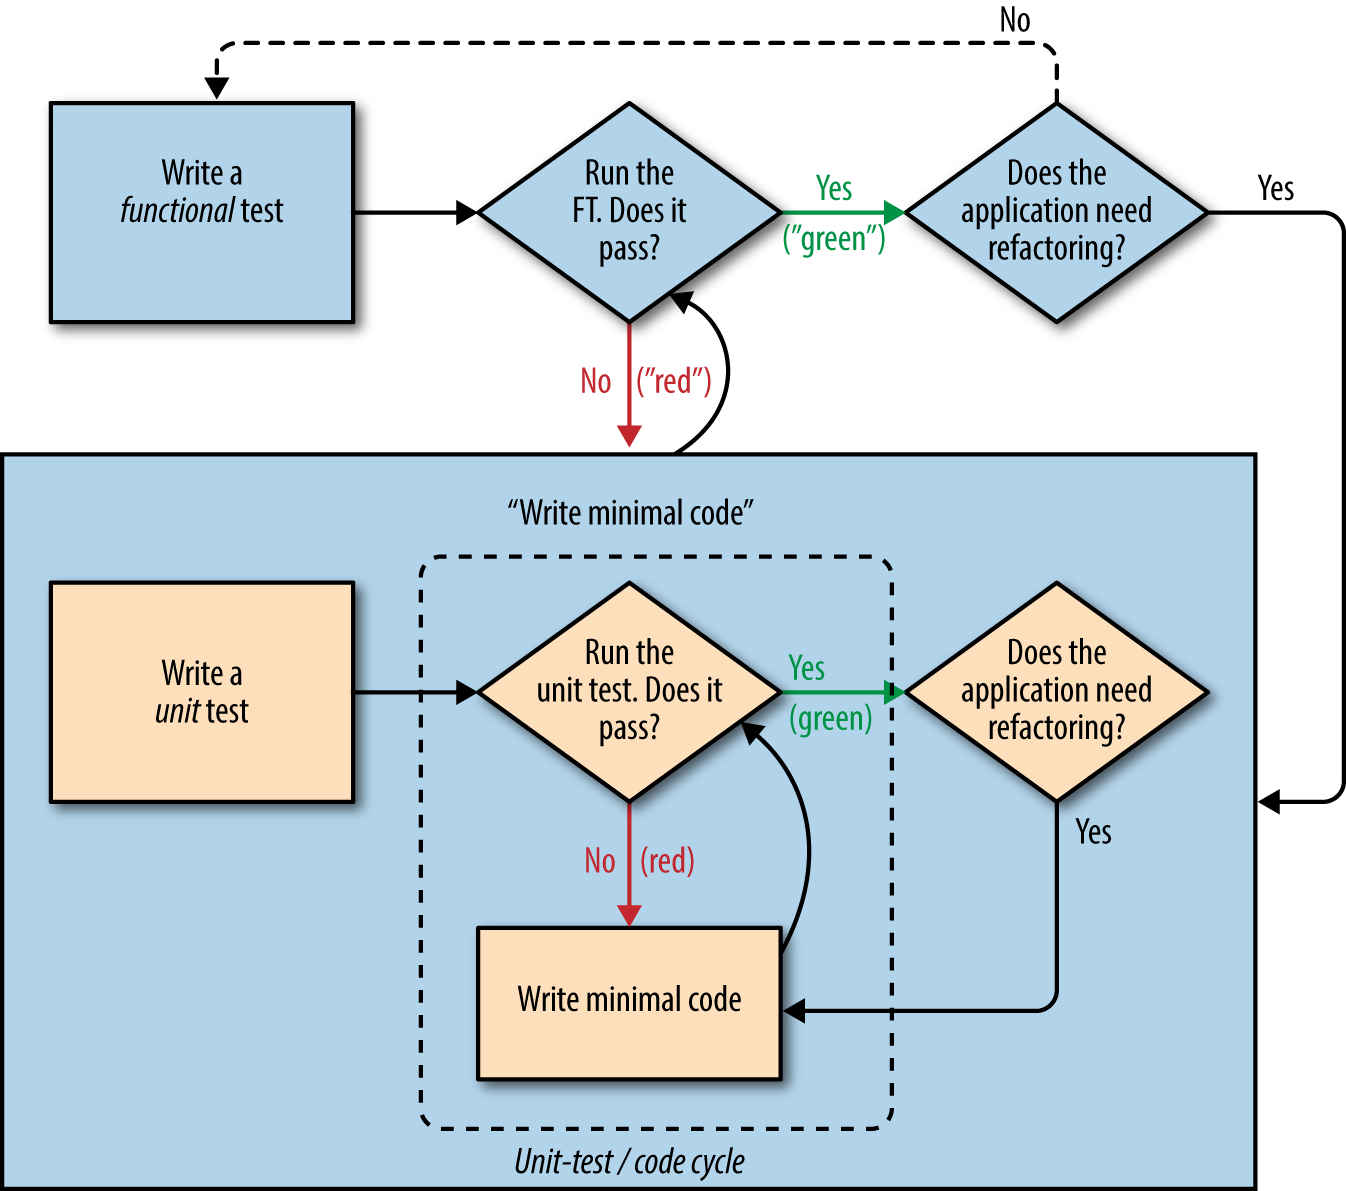 No
Write a
functional test
Run the
FT. Does it
pass?
Yes
("green")
Does the
application need
refactoring?
Yes
No ("red")
“Write minimal code”
Write a
unit test
Run the
unit test. Does it
pass?
Yes
(green)
Does the
application need
refactoring?
Yes
No (red)
Write minimal code
Unit-test / code cycle